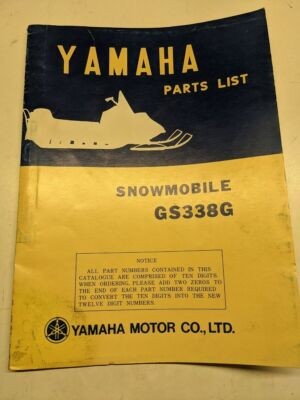 YAMAHA
PARTS LIST
SNOWMOBILE
GS338G
NOTICE
ALL PART NUMBERS CONTAINED IN THIS
CATALOGUE ARE COMPRISED OF TEN DIGITS.
WHEN ORDERING, PLEASE ADD TWO ZEROS TO
THE END OF EACH PART NUMBER REQUIRED
TO CONVERT THE TEN DIGITS INTO THE NEW
TWELVE DIGIT NUMBERS.
YAMAHA MOTOR CO., LTD.